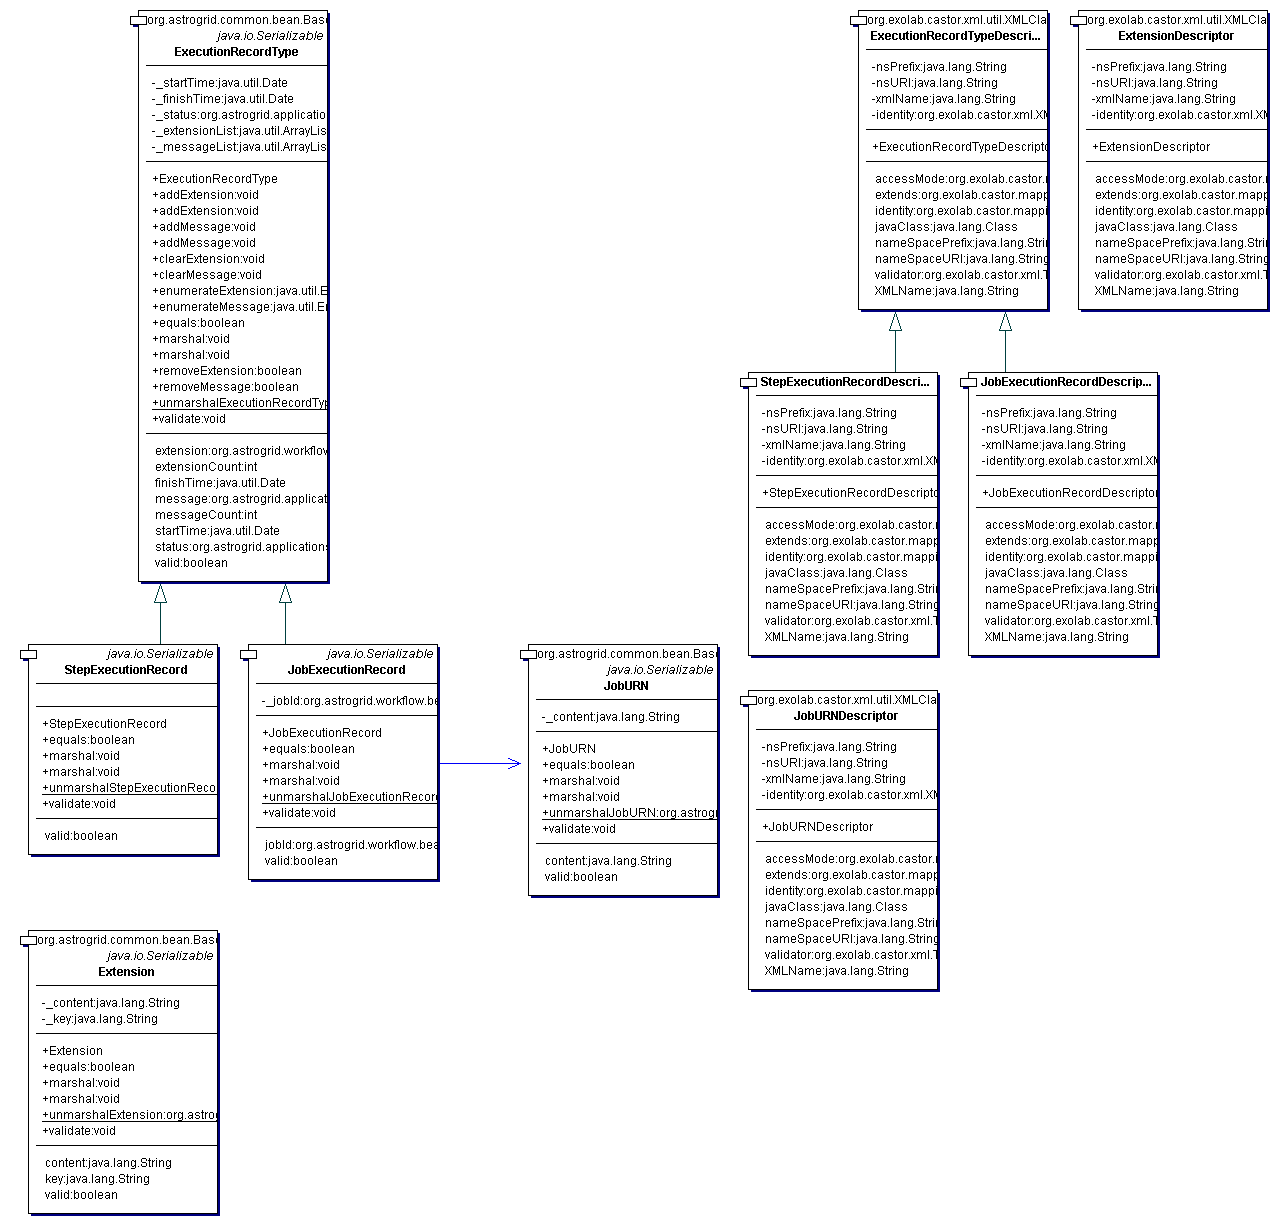 org.astrogrid.common.bean.Bas
java.io.Serializable
ExecutionRecordType
-_startTime:java.util.Date
-_finishTime:java.util.Date
-_status:org.astrogrid.applicatio
-_extensionList:java.util.ArrayLis
-_messageList:java.util.ArrayLis
+ExecutionRecordType
+addExtension:void
+addExtension:void
+addMessage:void
+addMessage:void
+clearExtension:void
+clearMessage:void
+enumerateExtension:java.util.E
+enumerateMessage:java.util.E
+equals:boolean
+marshal:void
+marshal:void
+removeExtension:boolean
+removeMessage:boolean
+unmarshalExecutionRecordTyp
+validate:void
extension:org.astrogrid.workflow
extensionCount:int
finishTime:java.util.Date
message:org.astrogrid.applicat
messageCount:int
startTime:java.util.Date
status:org.astrogrid.applications
valid:boolean
org.exolab.castor.xml.util.XMLCla
ExecutionRecordTypeDescri...
-nsPrefix:java.lang.String
-nsURI:java.lang.String
-xmlName:java.lang.String
-identity:org.exolab.castor.xml.XM
+ExecutionRecordTypeDescripto
accessMode:org.exolab.castor.m
extends:org.exolab.castor.mapp
identity:org.exolab.castor.mappi
javaClass:java.lang.Class
nameSpacePrefix:java.lang.Strin
nameSpaceURI:java.lang.String
validator:org.exolab.castor.xml.T
XMLName:java.lang.String
org.exolab.castor.xml.util.XMLCla
ExtensionDescriptor
-nsPrefix:java.lang.String
-nsURI:java.lang.String
-xmlName:java.lang.String
-identity:org.exolab.castor.xml.XM
+ExtensionDescriptor
accessMode:org.exolab.castor.m
extends:org.exolab.castor.mapp
identity:org.exolab.castor.mappi
javaClass:java.lang.Class
nameSpacePrefix:java.lang.Strin
nameSpaceURI:java.lang.String
validator:org.exolab.castor.xml.T
XMLName:java.lang.String
StepExecutionRecordDescri...
-nsPrefix:java.lang.String
-nsURI:java.lang.String
-xmlName:java.lang.String
-identity:org.exolab.castor.xml.XM
+StepExecutionRecordDescripto
accessMode:org.exolab.castor.m
extends:org.exolab.castor.mapp
identity:org.exolab.castor.mappi
javaClass:java.lang.Class
nameSpacePrefix:java.lang.Strin
nameSpaceURI:java.lang.String
validator:org.exolab.castor.xml.T
XMLName:java.lang.String
JobExecutionRecordDescrip...
-nsPrefix:java.lang.String
-nsURI:java.lang.String
-xmlName:java.lang.String
-identity:org.exolab.castor.xml.XM
+JobExecutionRecordDescriptor
accessMode:org.exolab.castor.m
extends:org.exolab.castor.mapp
identity:org.exolab.castor.mappi
javaClass:java.lang.Class
nameSpacePrefix:java.lang.Strin
nameSpaceURI:java.lang.String
validator:org.exolab.castor.xml.T
XMLName:java.lang.String
java.io.Serializable
StepExecutionRecord
+StepExecutionRecord
+equals:boolean
+marshal:void
+marshal:void
+unmarshalStepExecutionReco
+validate:void
valid:boolean
java.io.Serializable
JobExecutionRecord
-_jobId:org.astrogrid.workflow.be
+JobExecutionRecord
+equals:boolean
+marshal:void
+marshal:void
+unmarshalJobExecutionRecor
+validate:void
jobId:org.astrogrid.workflow.bea
valid:boolean
org.astrogrid.common.bean.Bas
java.io.Serializable
JobURN
-_content:java.lang.String
+JobURN
+equals:boolean
+marshal:void
+marshal:void
+unmarshalJobURN:org.astrogr
+validate:void
content:java.lang.String
valid:boolean
org.exolab.castor.xml.util.XMLCla
JobURNDescriptor
-nsPrefix:java.lang.String
-nsURI:java.lang.String
-xmlName:java.lang.String
-identity:org.exolab.castor.xml.XM
+JobURNDescriptor
accessMode:org.exolab.castor.m
extends:org.exolab.castor.mapp
identity:org.exolab.castor.mappi
javaClass:java.lang.Class
nameSpacePrefix:java.lang.Strin
nameSpaceURI:java.lang.String
validator:org.exolab.castor.xml.T
XMLName:java.lang.String
org.astrogrid.common.bean.Bas
java.io.Serializable
Extension
-_content:java.lang.String
-_key:java.lang.String
+Extension
+equals:boolean
+marshal:void
+marshal:void
+unmarshalExtension:org.astrog
+validate:void
content:java.lang.String
key:java.lang.String
valid:boolean